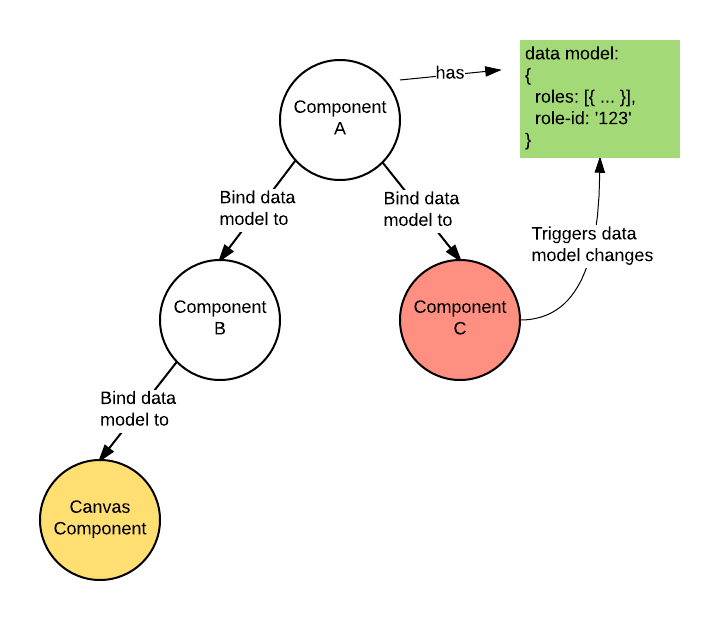 data model:
{
roles: [{ ... }],
role-id: '123'
}
has
Component
A
Bind data
model to
Bind data
model to
Triggers data
model changes
Component
B
Component
C
Bind data
model to
Canvas
Component